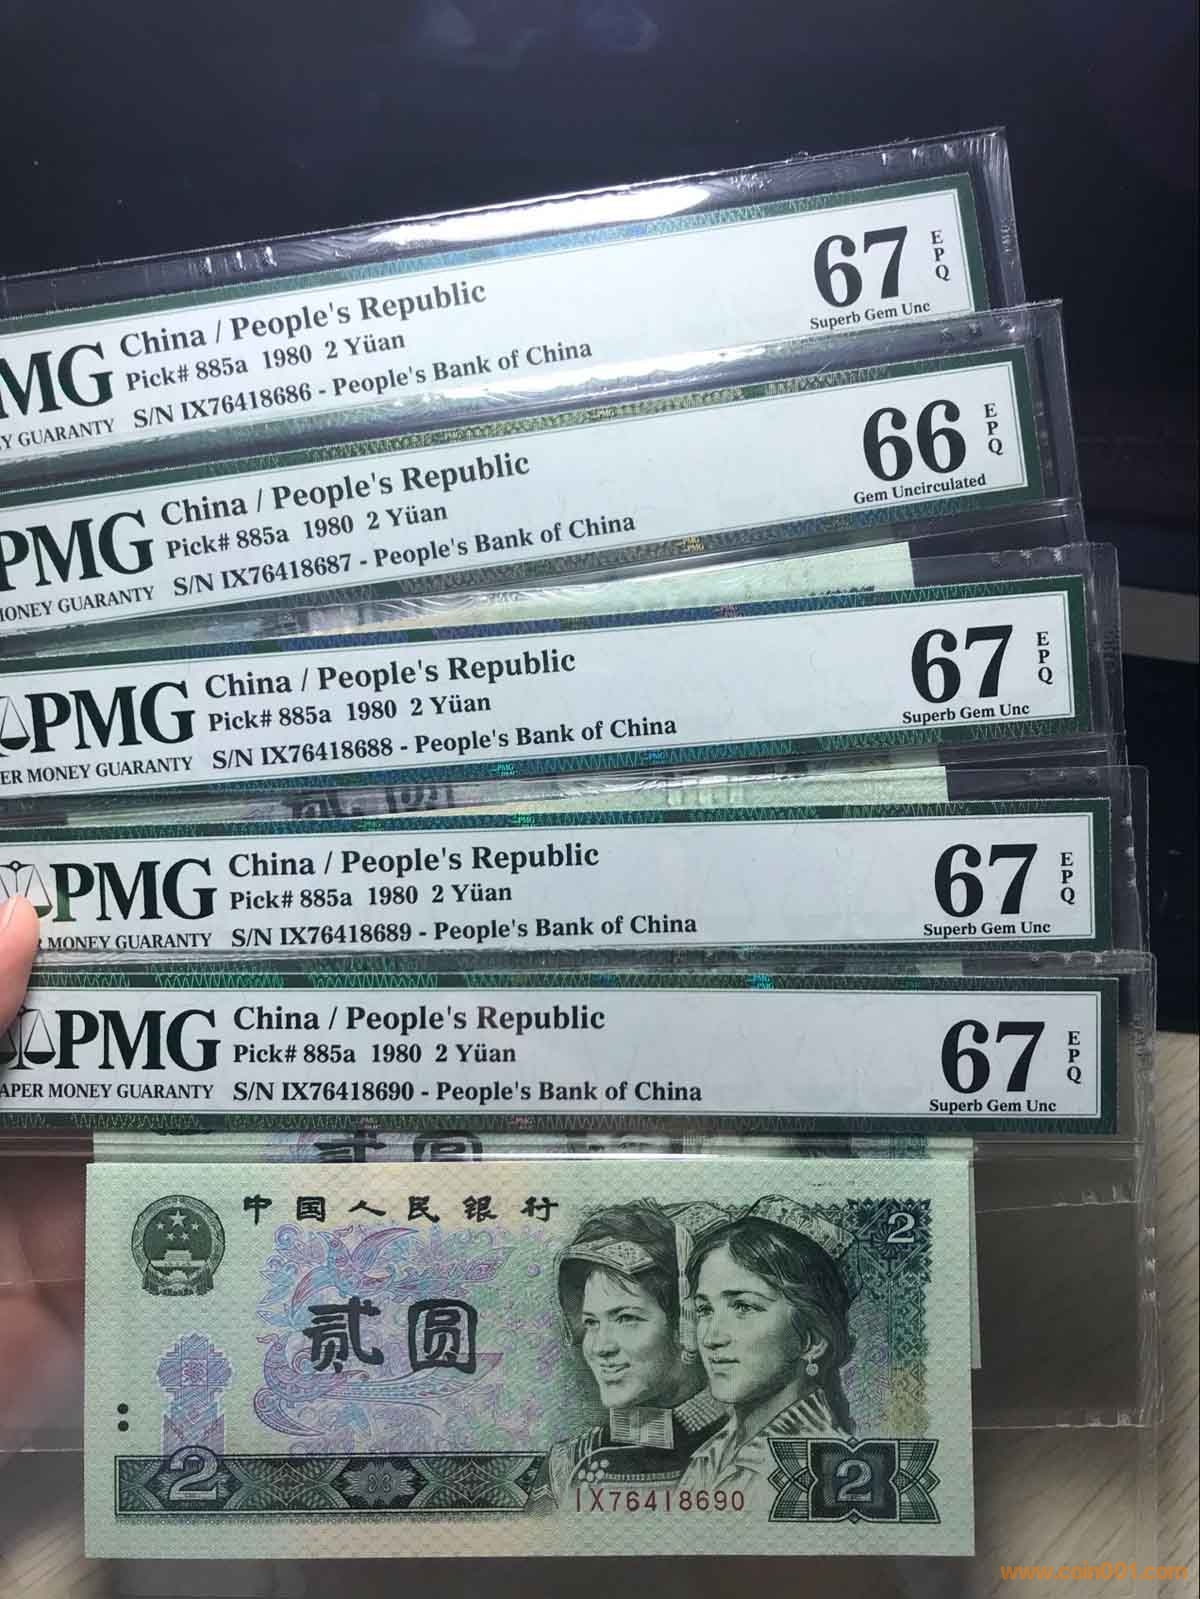 MG China / People's Republic
Pick# 885a 1980 2 Yüan
Y GUARANTY S/N IX76418686 - People's Bank of China
67 EPQ
Superb Gem Unc
PMG China / People's Republic
Pick# 885a 1980 2 Yüan
MONEY GUARANTY S/N IX76418687 - People's Bank of China
66 EPQ
Gem Uncirculated
PMG China / People's Republic
Pick# 885a 1980 2 Yüan
ER MONEY GUARANTY S/N IX76418688 - People's Bank of China
67 EPQ
Superb Gem Unc
贰圆
PMG China / People's Republic
Pick# 885a 1980 2 Yüan
R MONEY GUARANTY S/N IX76418689 - People's Bank of China
67 EPQ
Superb Gem Unc
PMG China / People's Republic
Pick# 885a 1980 2 Yüan
APER MONEY GUARANTY S/N IX76418690 - People's Bank of China
67 EPQ
Superb Gem Unc
贰圆
中国人民银行
2
贰圆
2
IX76418690
2
www.coin001.com